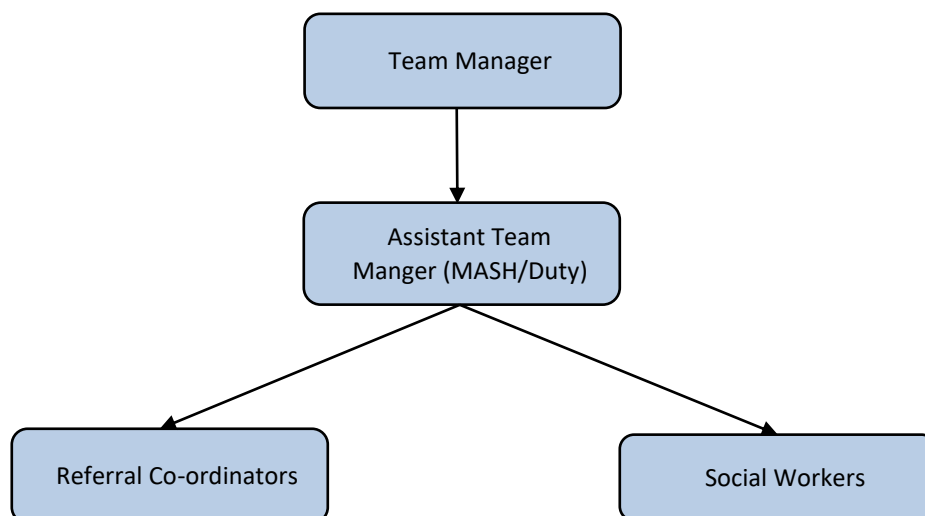 Team Manager
Assistant Team
Manger (MASH/Duty)
Referral Co-ordinators
Social Workers